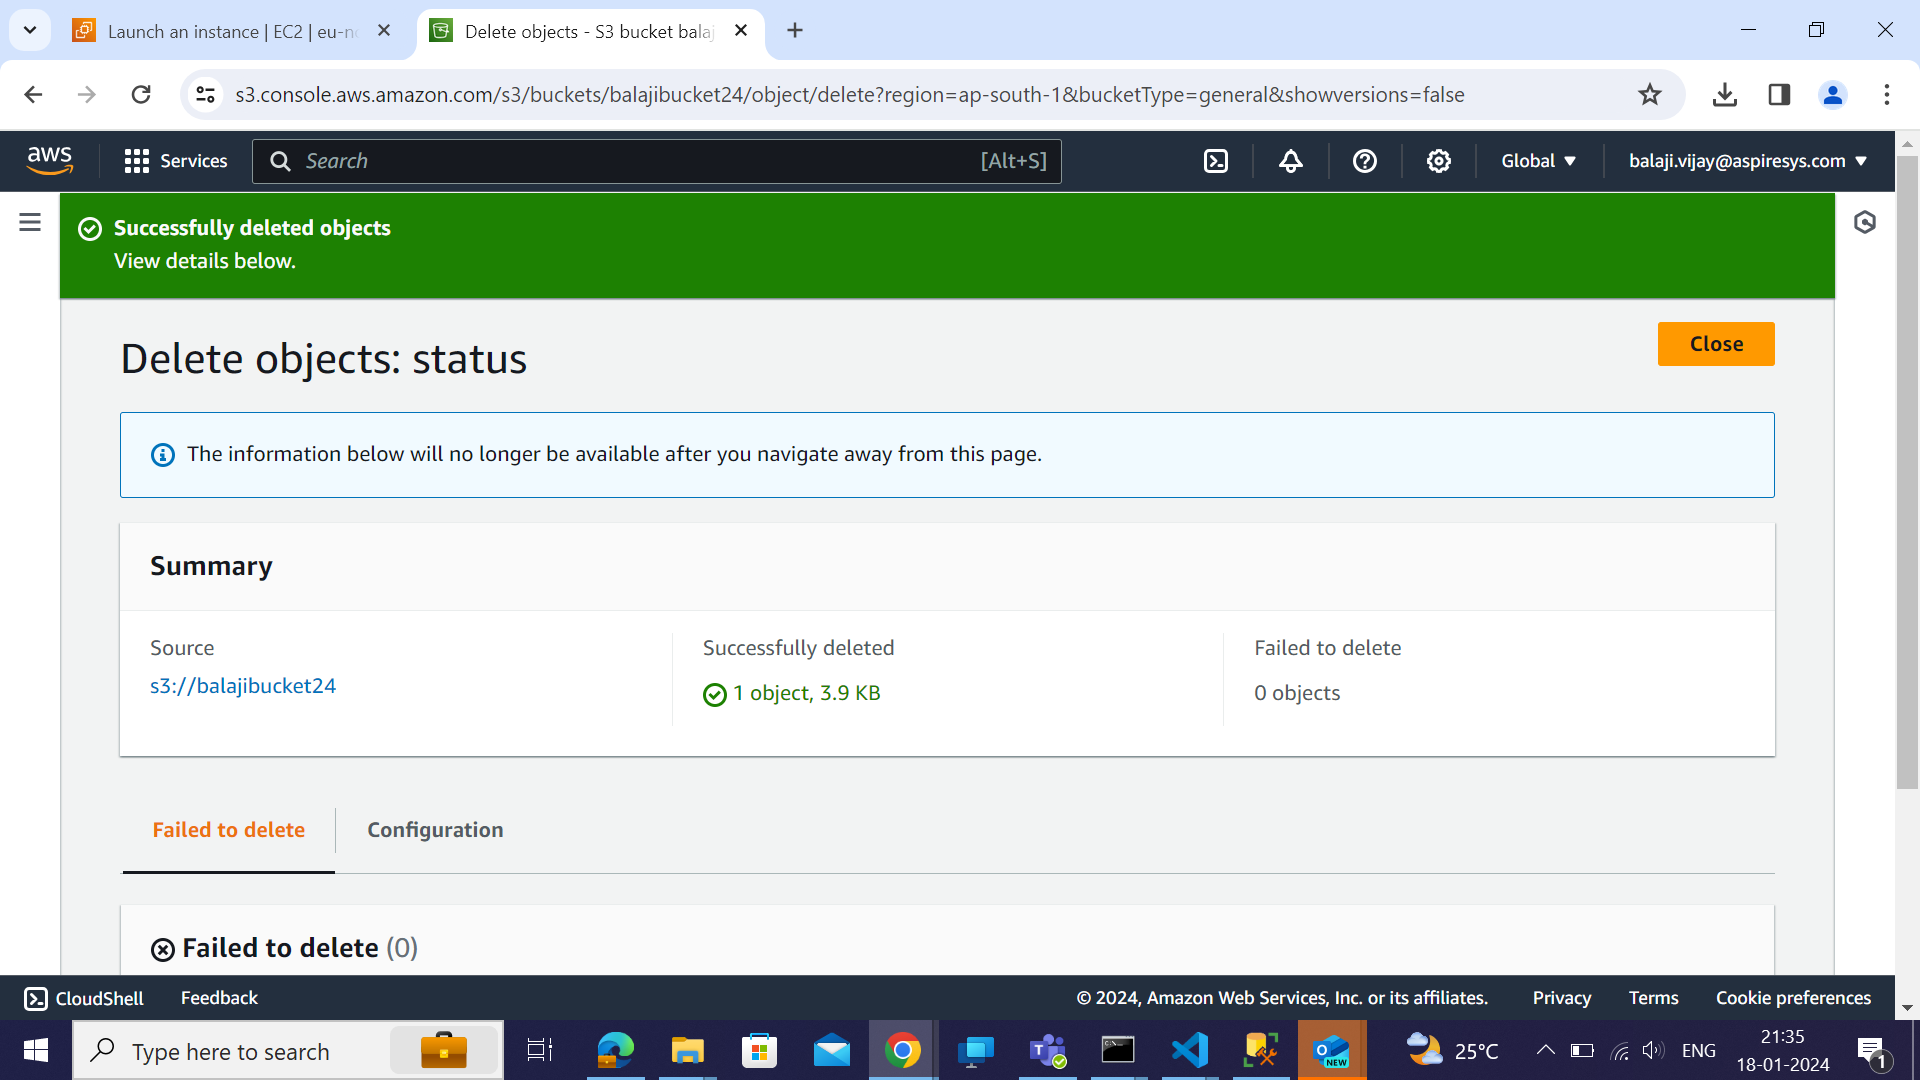 Launch an instance | EC2 | eu-no
Delete objects - S3 bucket balaj
s3.console.aws.amazon.com/s3/buckets/balajibucket24/object/delete?region=ap-south-1&bucketType=general&showversions=false
aws
Services
Search
[Alt+S]
Global
balaji.vijay@aspiresys.com
Successfully deleted objects
View details below.
Delete objects: status
Close
The information below will no longer be available after you navigate away from this page.
Summary
Source
s3://balajibucket24
Successfully deleted
1 object, 3.9 KB
Failed to delete
0 objects
Failed to delete
Configuration
Failed to delete (0)
CloudShell
Feedback
© 2024, Amazon Web Services, Inc. or its affiliates.
Privacy
Terms
Cookie preferences
Type here to search
NEW
25°C
ENG
21:35
18-01-2024
1